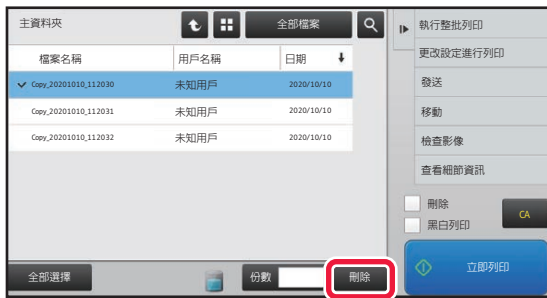 主資料夾
全部檔案
檔案名稱
用戶名稱
日期
Copy_20201010_112030
未知用戶
2020/10/10
Copy_20201010_112031
未知用戶
2020/10/10
Copy_20201010_112032
未知用戶
2020/10/10
全部選擇
份數
刪除
執行整批列印
更改設定進行列印
發送
移動
檢查影像
查看細節資訊
刪除
黑白列印
CA
立即列印